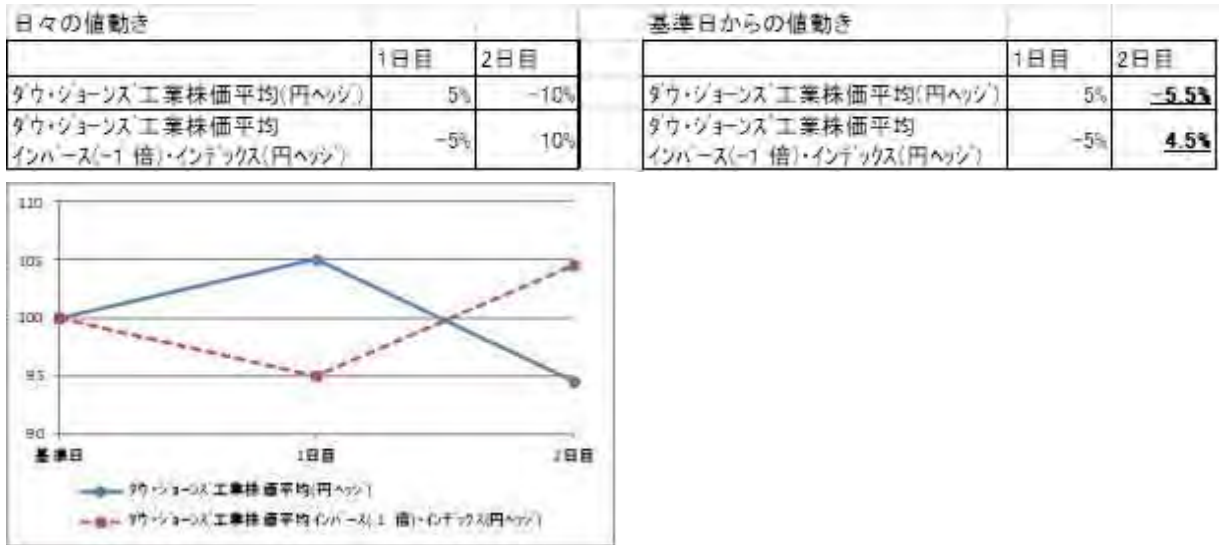 日々の値動き
1日目 2日目
ダウ・ジョーンズ工業株価平均(円ヘッジ) 5% -10%
ダウ・ジョーンズ工業株価平均
インバース(-1 倍)・インデックス(円ヘッジ) -5% 10%
基準日からの値動き
1日目 2日目
ダウ・ジョーンズ工業株価平均(円ヘッジ) 5% -5.5%
ダウ・ジョーンズ工業株価平均
インバース(-1 倍)・インデックス(円ヘッジ) -5% 4.5%
110
105
100
95
90
基準日 1日目 2日目
ダウ・ジョーンズ工業株価平均(円ヘッジ)
ダウ・ジョーンズ工業株価平均インバース(-1 倍)・インデックス(円ヘッジ)